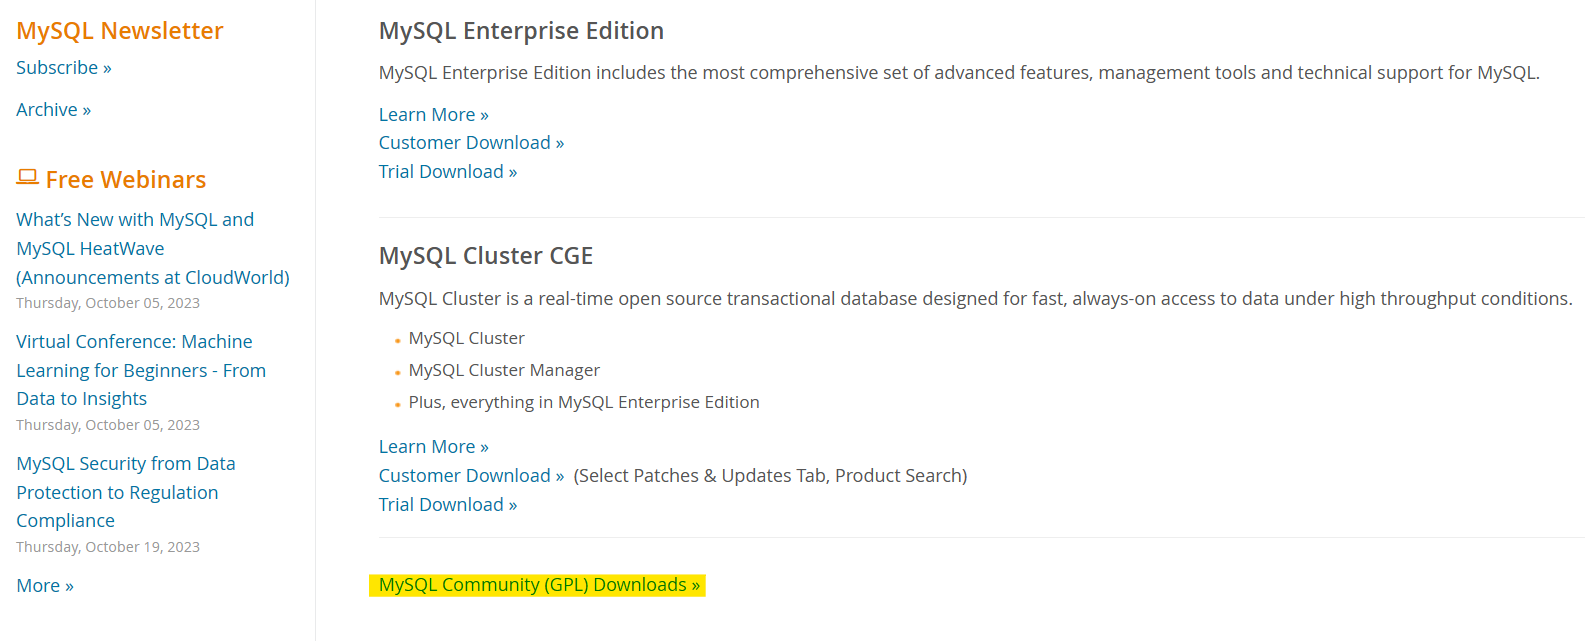 MySQL Newsletter
Subscribe »
Archive »
Free Webinars
What’s New with MySQL and
MySQL HeatWave
(Announcements at CloudWorld)
Thursday, October 05, 2023
Virtual Conference: Machine
Learning for Beginners - From
Data to Insights
Thursday, October 05, 2023
MySQL Security from Data
Protection to Regulation
Compliance
Thursday, October 19, 2023
More »
MySQL Enterprise Edition
MySQL Enterprise Edition includes the most comprehensive set of advanced features, management tools and technical support for MySQL.
Learn More »
Customer Download »
Trial Download »
MySQL Cluster CGE
MySQL Cluster is a real-time open source transactional database designed for fast, always-on access to data under high throughput conditions.
MySQL Cluster
MySQL Cluster Manager
Plus, everything in MySQL Enterprise Edition
Learn More »
Customer Download » (Select Patches & Updates Tab, Product Search)
Trial Download »
MySQL Community (GPL) Downloads »